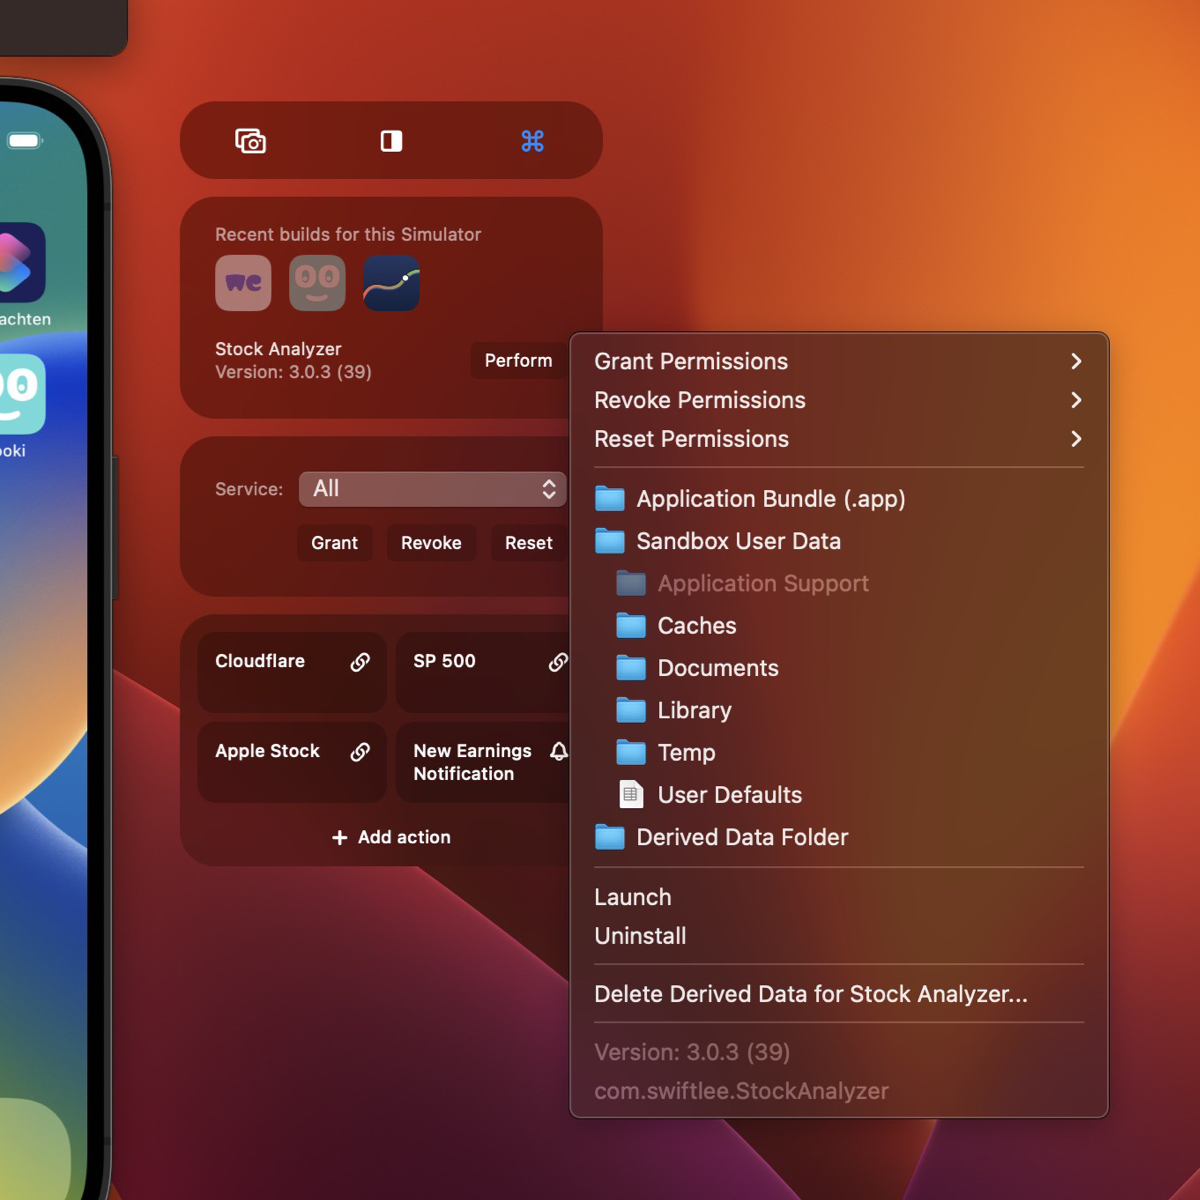 achten
ooki
Recent builds for this Simulator
we
Stock Analyzer
Version: 3.0.3 (39)
Perform
Service:
All
Grant
Revoke
Reset
Cloudflare
SP 500
Apple Stock
New Earnings
Notification
+ Add action
Grant Permissions
Revoke Permissions
Reset Permissions
Application Bundle (.app)
Sandbox User Data
Application Support
Caches
Documents
Library
Temp
User Defaults
Derived Data Folder
Launch
Uninstall
Delete Derived Data for Stock Analyzer...
Version: 3.0.3 (39)
com.swiftlee.StockAnalyzer